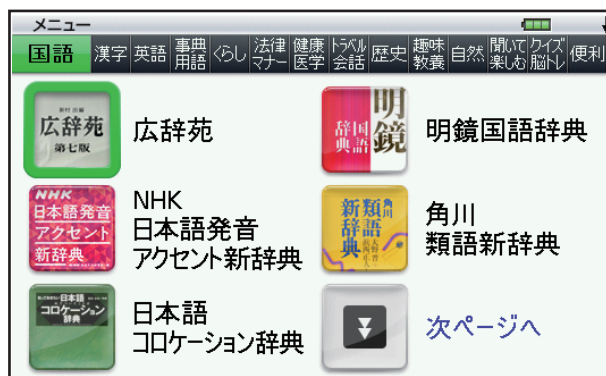 メニュー
国語 漢字 英語 事典用語 くらし 法律マナー 健康医学 トラベル会話 歴史 趣味教養 自然 聞いて楽しむ クイズ脳トレ 便利
広辞苑
第七版
広辞苑
明鏡
国語辞典
明鏡国語辞典
NHK
日本語発音
アクセント
新辞典
NHK
日本語発音
アクセント新辞典
角川
類語
新辞典
角川
類語新辞典
日本語
コロケーション
辞典
日本語
コロケーション辞典
次ページへ